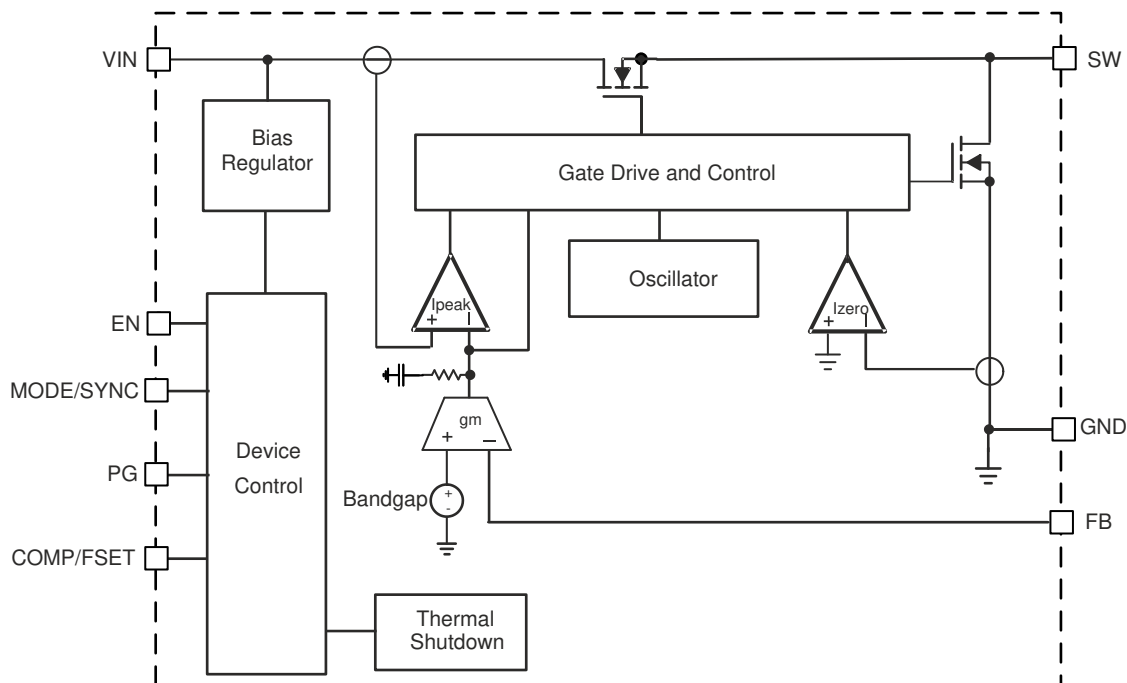 VIN
SW
Bias
Regulator
Gate Drive and Control
Oscillator
Ipeak
+ –
Izero
+ –
EN
MODE/SYNC
PG
COMP/FSET
Device
Control
gm
+ –
Bandgap
+
-
GND
FB
Thermal
Shutdown